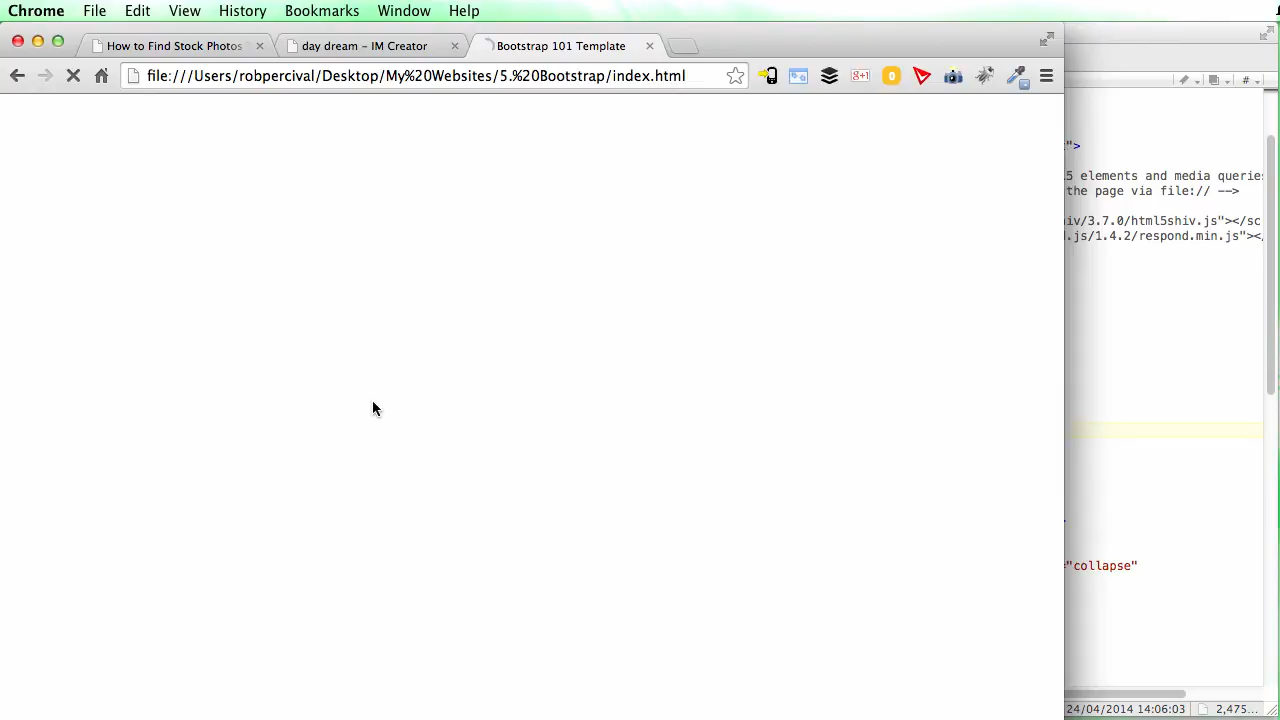 Chrome File Edit View History Bookmarks Window Help
How to Find Stock Photos day dream – IM Creator Bootstrap 101 Template
file:///Users/robpercival/Desktop/My%20Websites/5.%20Bootstrap/index.html
g+1 0
#
">
5 elements and media querie
the page via file:// -->
iv/3.7.0/html5shiv.js"></sc
.js/1.4.2/respond.min.js"><
="collapse"
24/04/2014 14:06:03 2,475...